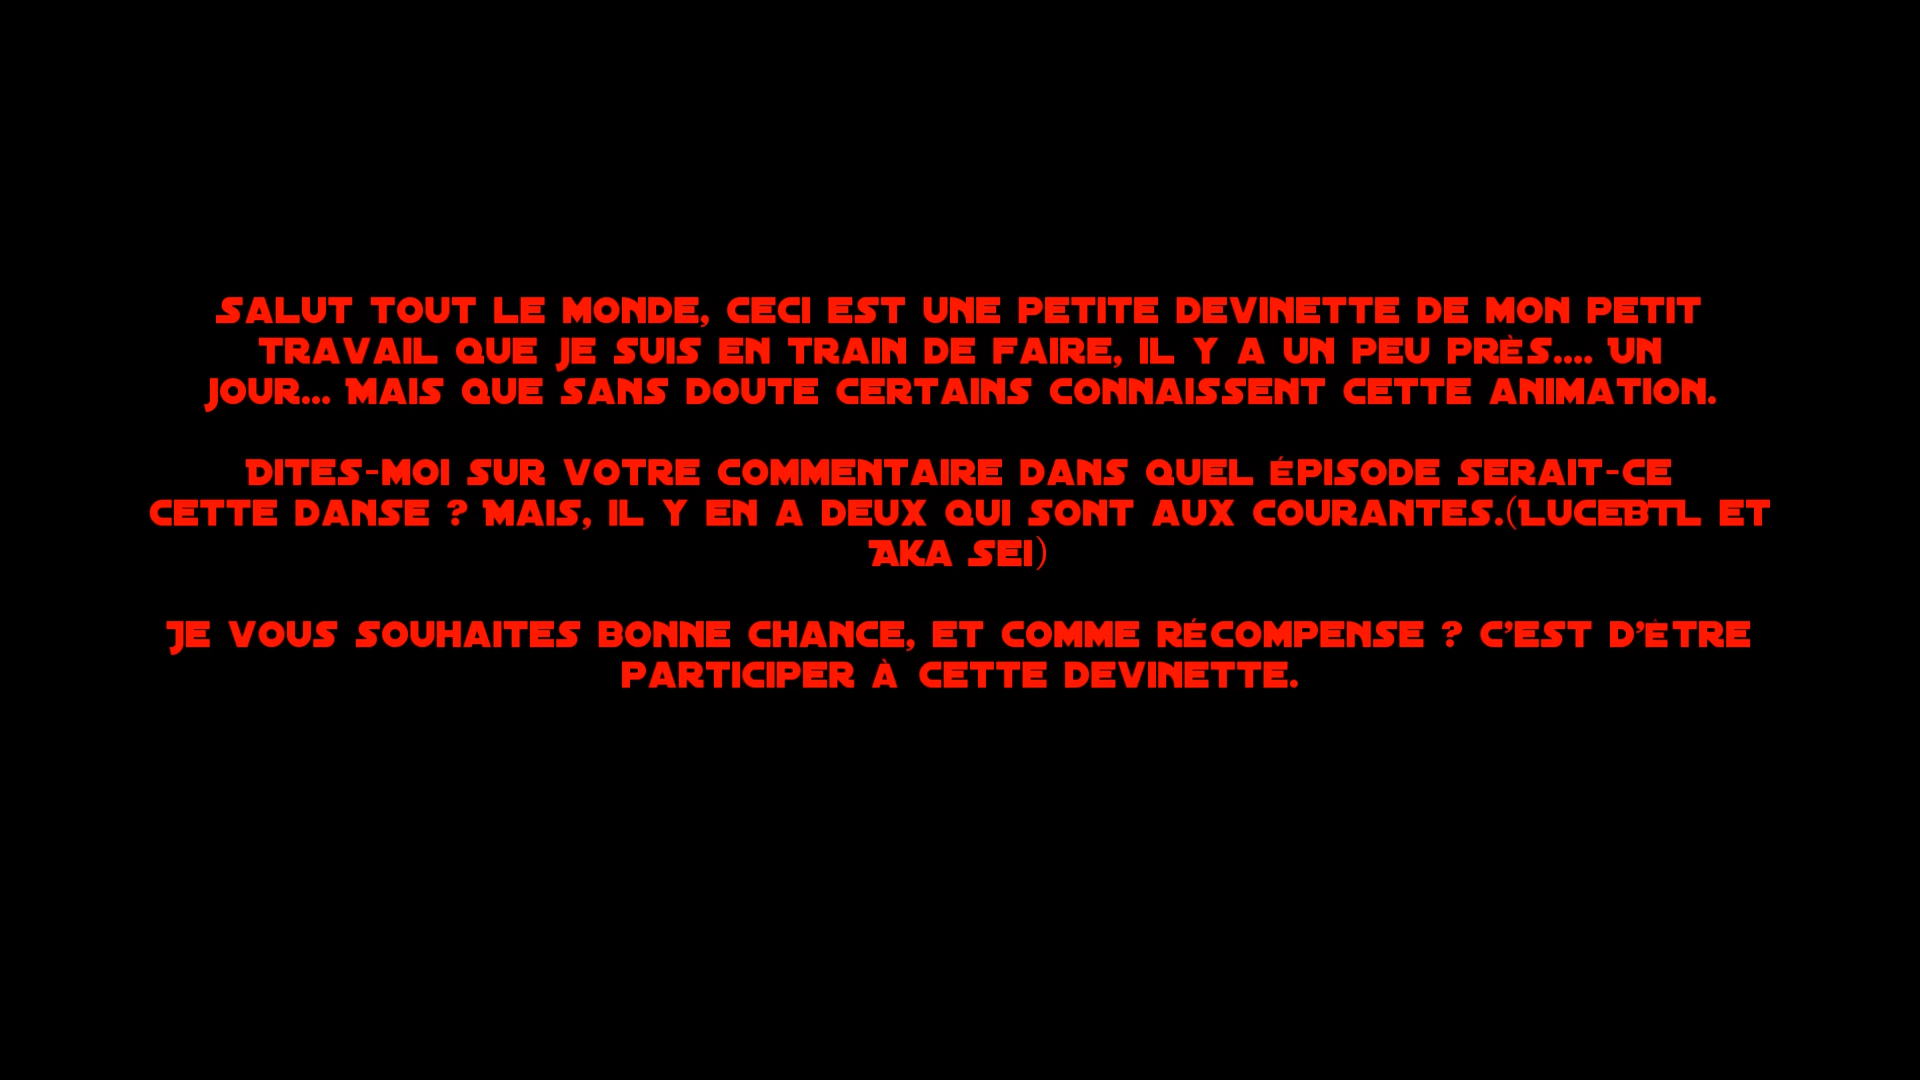 Salut tout le monde, ceci est une petite devinette de mon petit
travail que je suis en train de faire, il y a un peu près.... Un
jour... Mais que sans doute certains connaissent cette animation.
Dites-moi sur votre commentaire dans quel épisode serait-ce
cette danse ? Mais, il y en a deux qui sont aux courantes.(LuceBTL et
Aka Sei)
Je vous souhaites bonne chance, et comme récompense ? C'est d'être
participer à cette devinette.